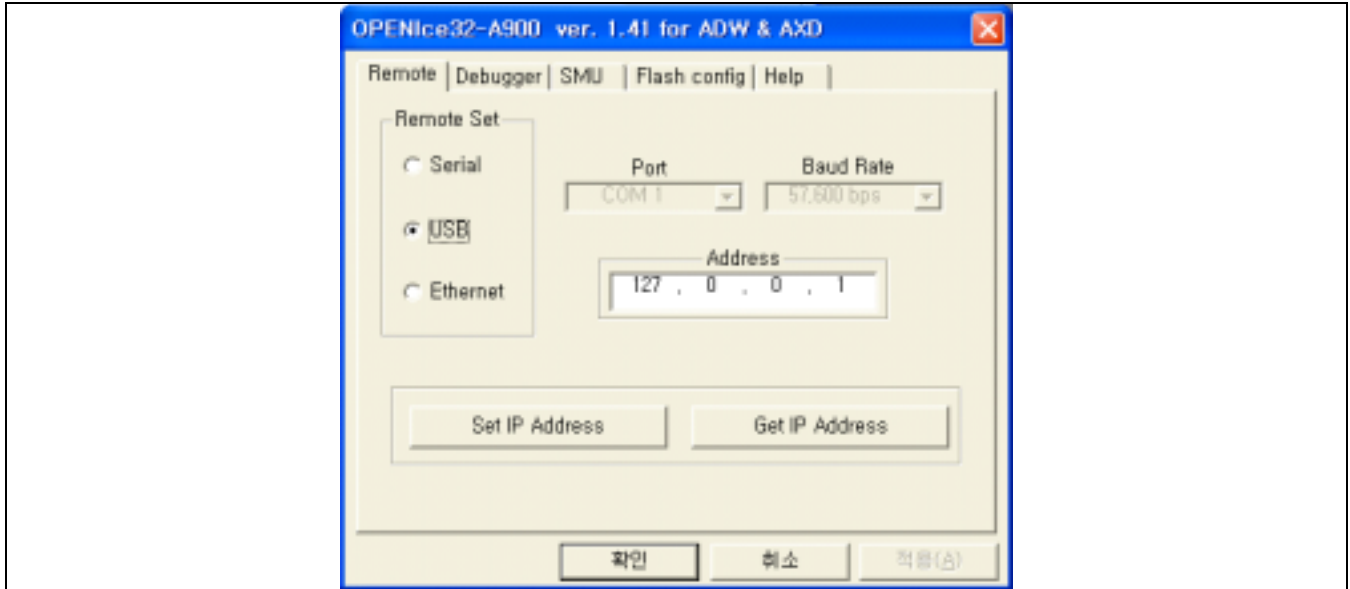 OPENIce32-A900 ver. 1.41 for ADW & AXD
Remote Debugger SMU Flash config Help
Remote Set
Serial
Port Baud Rate
COM 1 57,600 bps
USB
Address
127 . 0 . 0 . 1
Ethernet
Set IP Address Get IP Address
확인 취소 적용(A)